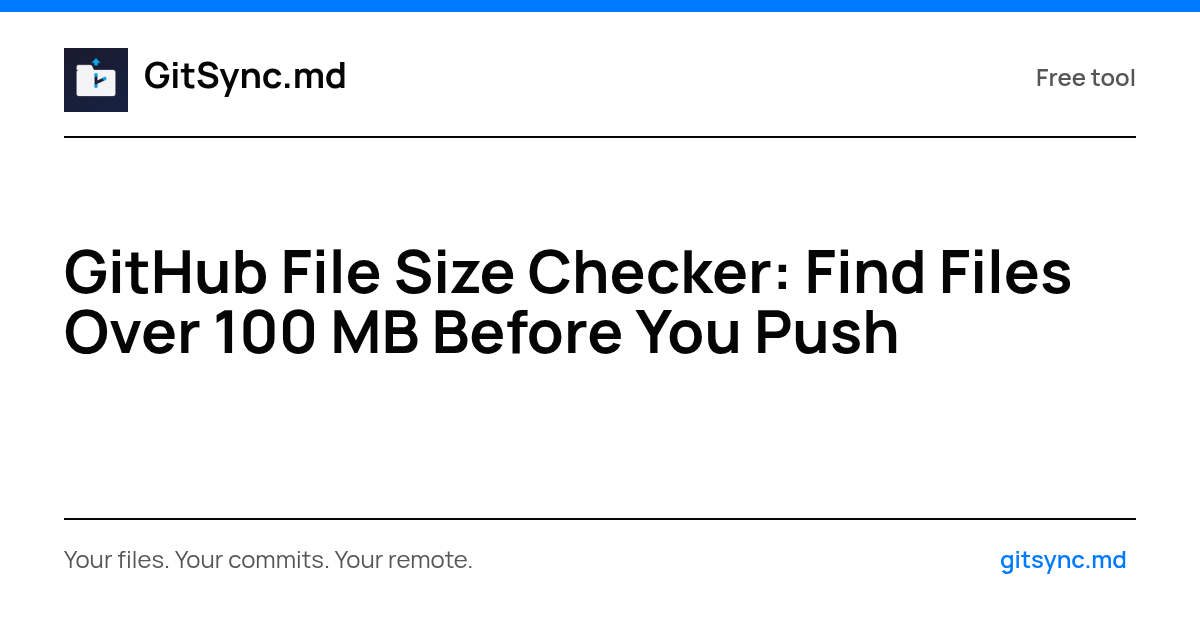 GitSync.md
Free tool
GitHub File Size Checker: Find Files
Over 100 MB Before You Push
Your files. Your commits. Your remote.
gitsync.md